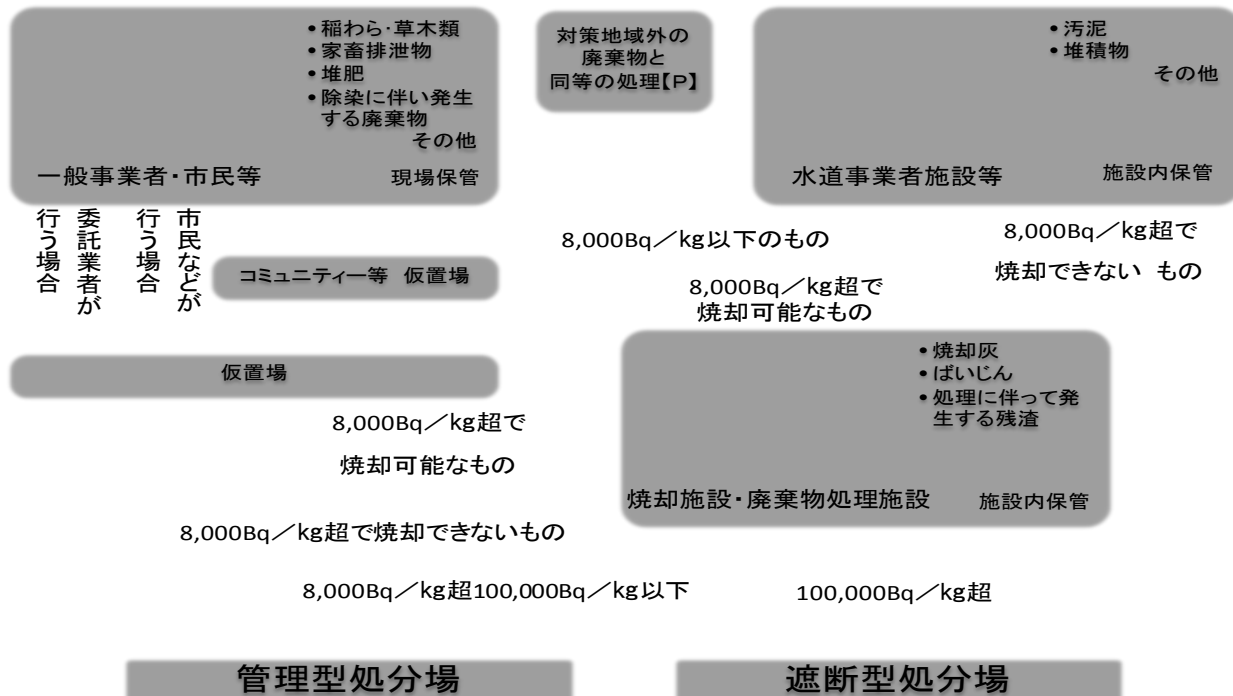 • 稲わら・草木類
• 家畜排泄物
• 堆肥
• 除染に伴い発生
する廃棄物
その他
一般事業者・市民等
現場保管
対策地域外の
廃棄物と
同等の処理【P】
• 汚泥
• 堆積物
その他
水道事業者施設等
施設内保管
市民などが
行う場合
委託業者が
行う場合
コミュニティー等 仮置場
8,000Bq／kg以下のもの
8,000Bq／kg超で
焼却できない もの
8,000Bq／kg超で
焼却可能なもの
仮置場
• 焼却灰
• ばいじん
• 処理に伴って発
生する残渣
焼却施設・廃棄物処理施設
施設内保管
8,000Bq／kg超で
焼却可能なもの
8,000Bq／kg超で焼却できないもの
8,000Bq／kg超100,000Bq／kg以下
100,000Bq／kg超
管理型処分場
遮断型処分場